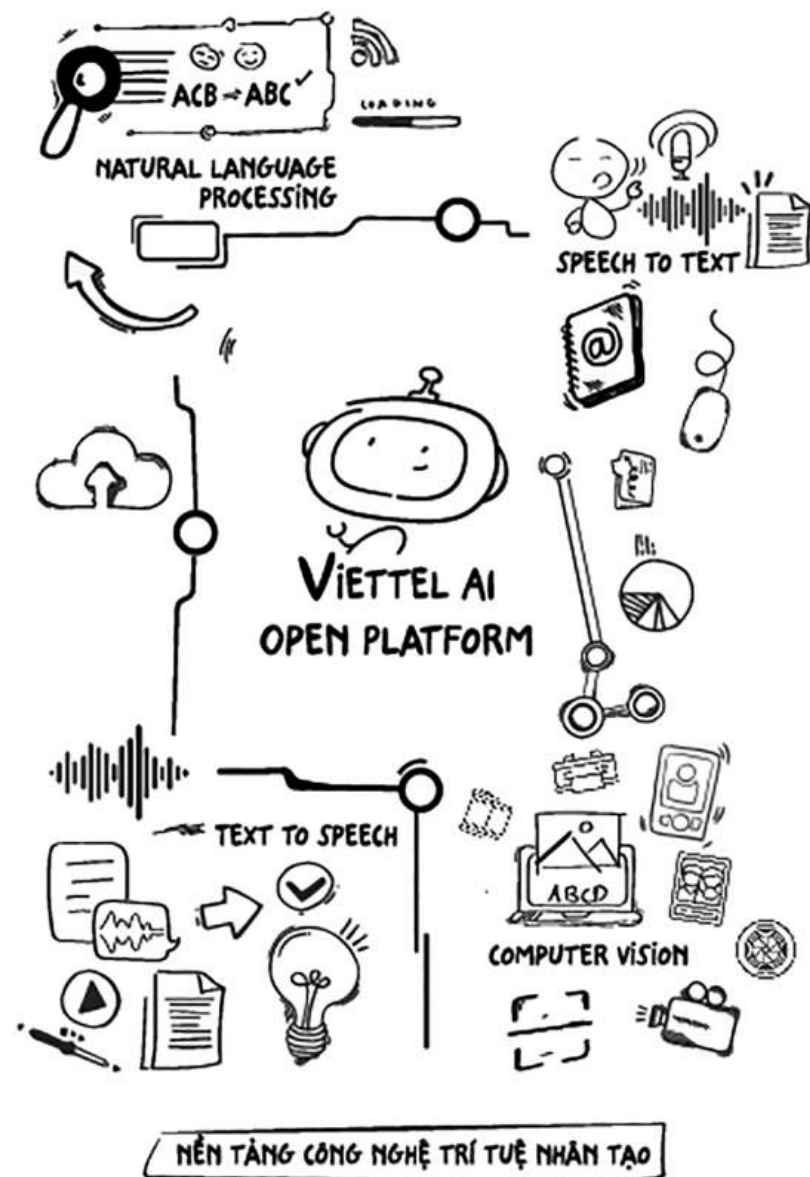 ACB ⇌ ABC ✓
LOADING
NATURAL LANGUAGE
PROCESSING
SPEECH TO TEXT
@
VIETTEL AI
OPEN PLATFORM
TEXT TO SPEECH
ABCD
COMPUTER VISION
NỀN TẢNG CÔNG NGHỆ TRÍ TUỆ NHÂN TẠO